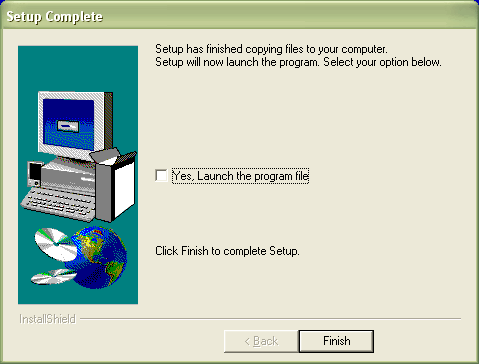 Setup Complete
Setup has finished copying files to your computer.
Setup will now launch the program. Select your option below.
Yes, Launch the program file
Click Finish to complete Setup.
InstallShield
< Back
Finish